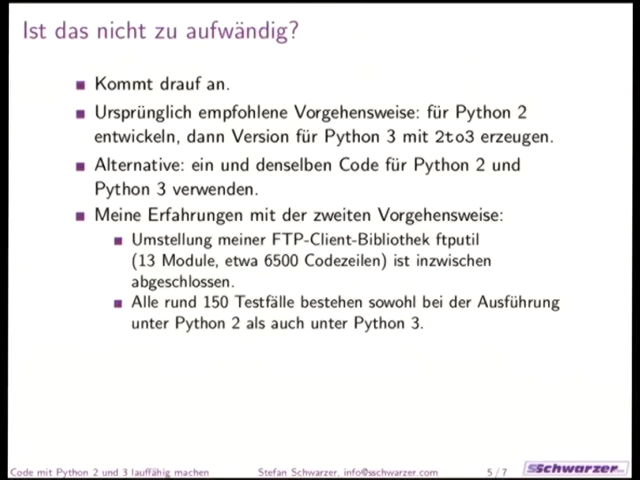 Ist das nicht zu aufwändig?
Kommt drauf an.
Ursprünglich empfohlene Vorgehensweise: für Python 2
entwickeln, dann Version für Python 3 mit 2to3 erzeugen.
Alternative: ein und denselben Code für Python 2 und
Python 3 verwenden.
Meine Erfahrungen mit der zweiten Vorgehensweise:
Umstellung meiner FTP-Client-Bibliothek ftputil
(13 Module, etwa 6500 Codezeilen) ist inzwischen
abgeschlossen.
Alle rund 150 Testfälle bestehen sowohl bei der Ausführung
unter Python 2 als auch unter Python 3.
Code mit Python 2 und 3 lauffähig machen
Stefan Schwarzer, info@sschwarzer.com
5 / 7
SSchwarzer